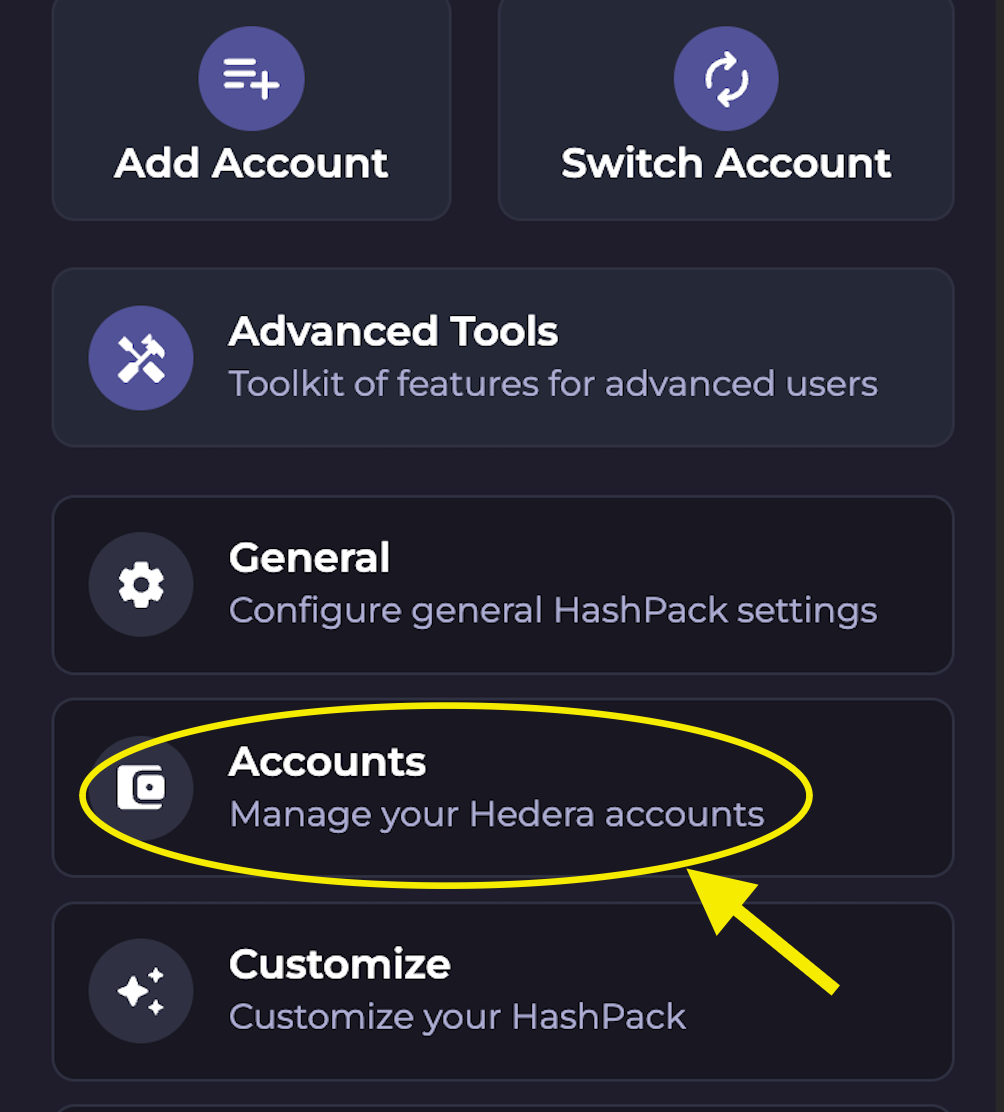 Add Account
Switch Account
Advanced Tools
Toolkit of features for advanced users
General
Configure general HashPack settings
Accounts
Manage your Hedera accounts
Customize
Customize your HashPack